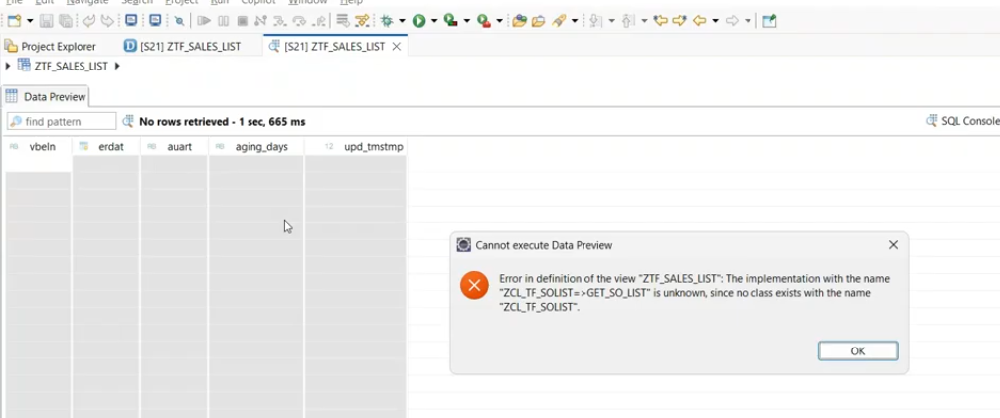 File Edit Navigate Search Project Run Copilot Window Help
Project Explorer
[S21] ZTF_SALES_LIST
[S21] ZTF_SALES_LIST
ZTF_SALES_LIST
Data Preview
find pattern
No rows retrieved - 1 sec, 665 ms
SQL Console
vbeln
erdat
auart
aging_days
12 upd_tmstmp
Cannot execute Data Preview
Error in definition of the view "ZTF_SALES_LIST": The implementation with the name
"ZCL_TF_SOLIST=>GET_SO_LIST" is unknown, since no class exists with the name
"ZCL_TF_SOLIST".
OK